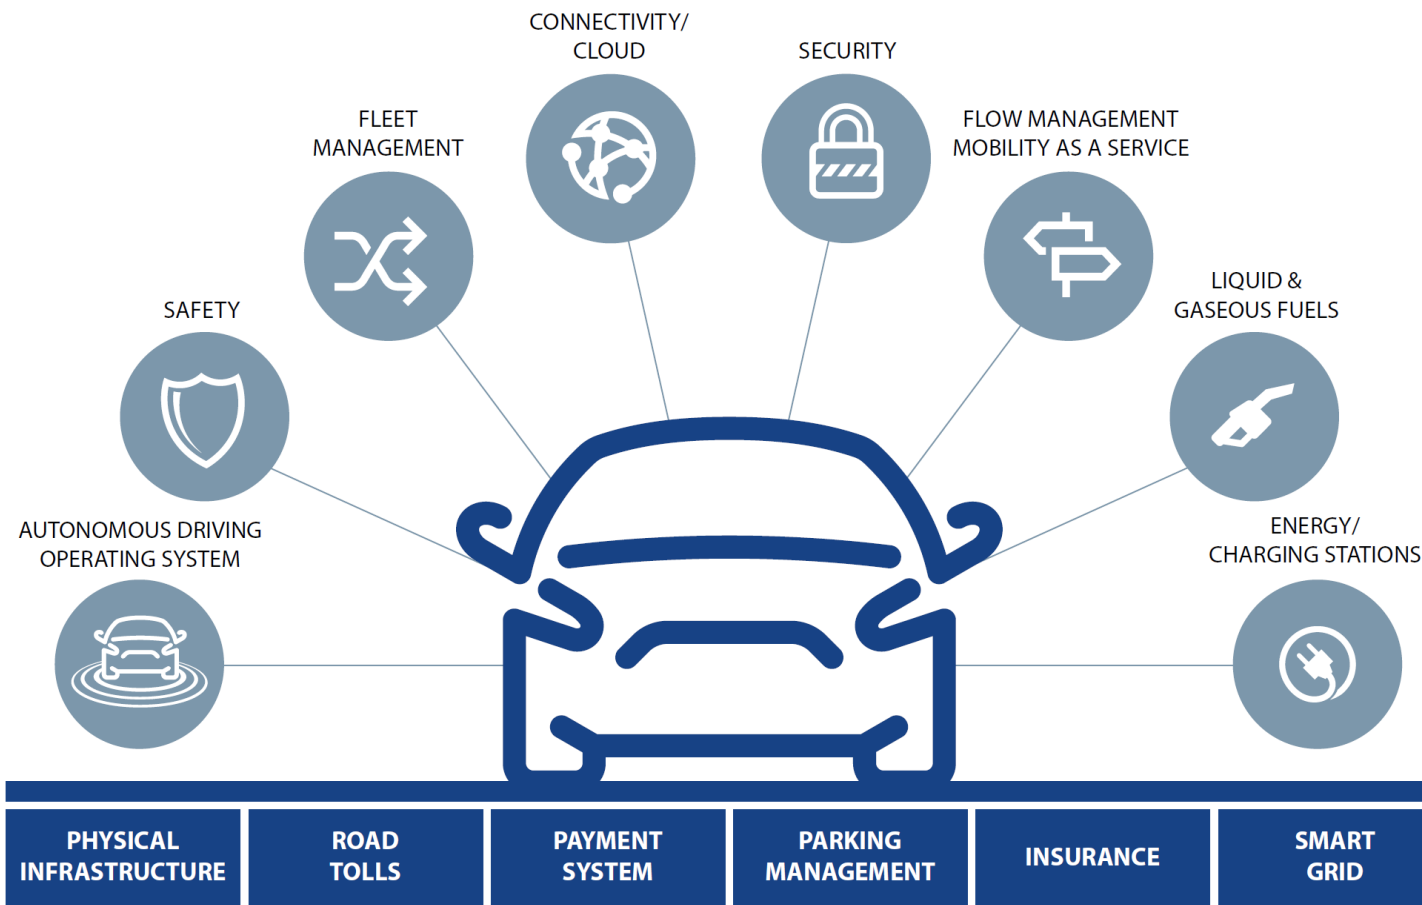 CONNECTIVITY/
CLOUD
SECURITY
FLEET
MANAGEMENT
FLOW MANAGEMENT
MOBILITY AS A SERVICE
SAFETY
LIQUID &
GASEOUS FUELS
AUTONOMOUS DRIVING
OPERATING SYSTEM
ENERGY/
CHARGING STATIONS
PHYSICAL
INFRASTRUCTURE
ROAD
TOLLS
PAYMENT
SYSTEM
PARKING
MANAGEMENT
INSURANCE
SMART
GRID